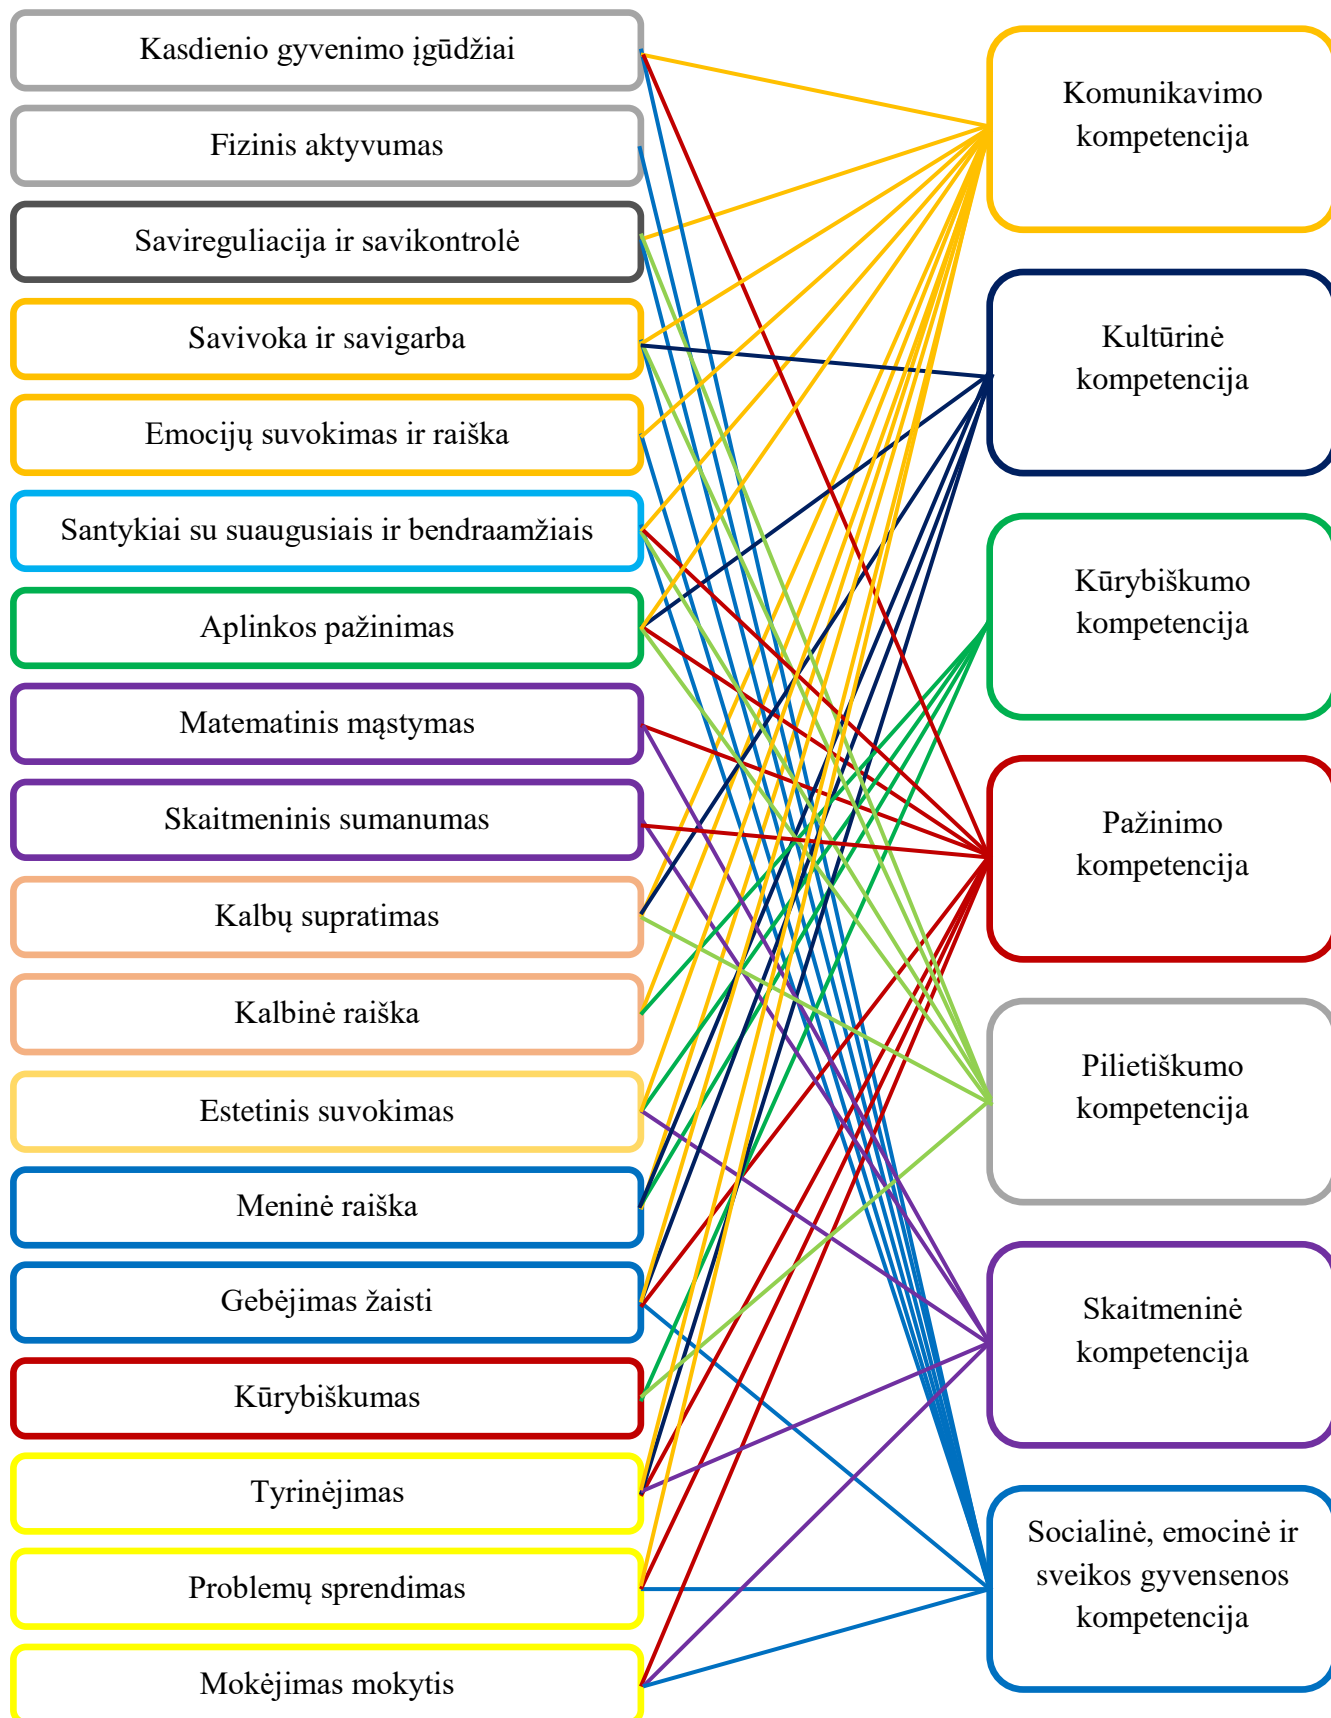 Kasdienio gyvenimo įgūdžiai
Fizinis aktyvumas
Savireguliacija ir savikontrolė
Savivoka ir savigarba
Emocijų suvokimas ir raiška
Santykiai su suaugusiais ir bendraamžiais
Aplinkos pažinimas
Matematinis mąstymas
Skaitmeninis sumanumas
Kalbų supratimas
Kalbinė raiška
Estetinis suvokimas
Meninė raiška
Gebėjimas žaisti
Kūrybiškumas
Tyrinėjimas
Problemų sprendimas
Mokėjimas mokytis
Komunikavimo
kompetencija
Kultūrinė
kompetencija
Kūrybiškumo
kompetencija
Pažinimo
kompetencija
Pilietiškumo
kompetencija
Skaitmeninė
kompetencija
Socialinė, emocinė ir
sveikos gyvensenos
kompetencija